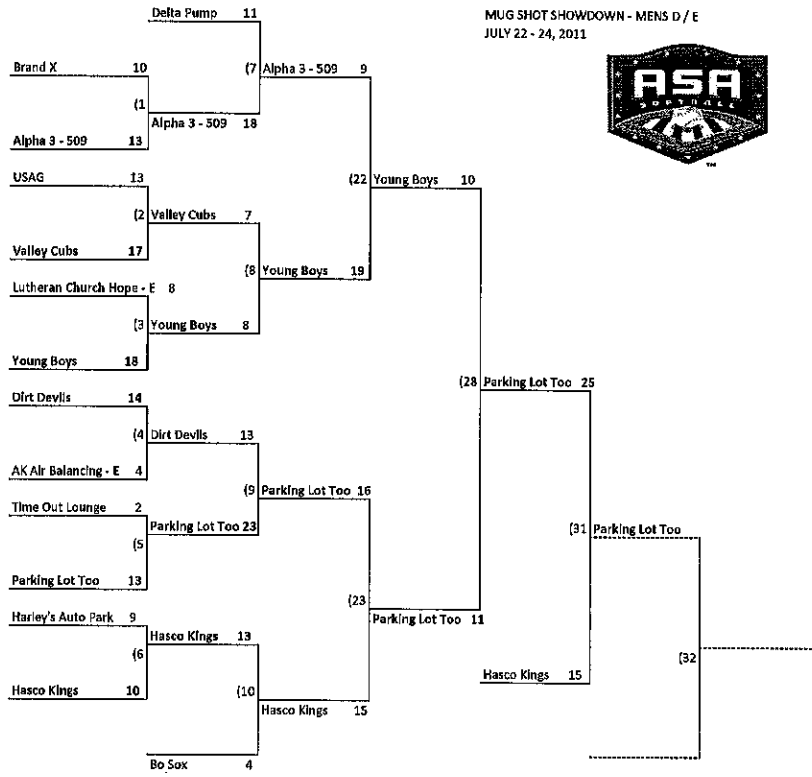 MUG SHOT SHOWDOWN - MENS D / E
JULY 22 - 24, 2011
ASA
SOFTBALL
TM
Delta Pump 11
Brand X 10
(7 Alpha 3 - 509 9
(1
Alpha 3 - 509 18
Alpha 3 - 509 13
USAG 13
(22 Young Boys 10
(2 Valley Cubs 7
Valley Cubs 17
(8 Young Boys 19
Lutheran Church Hope - E 8
(3 Young Boys 8
Young Boys 18
(28 Parking Lot Too 25
Dirt Devils 14
(4 Dirt Devils 13
AK Air Balancing - E 4
(9 Parking Lot Too 16
Time Out Lounge 2
Parking Lot Too 23
(31 Parking Lot Too
(5
Parking Lot Too 13
(23
Parking Lot Too 11
Harley's Auto Park 9
Hasco Kings 13
(6
(32
Hasco Kings 15
Hasco Kings 10
(10
Hasco Kings 15
Bo Sox 4